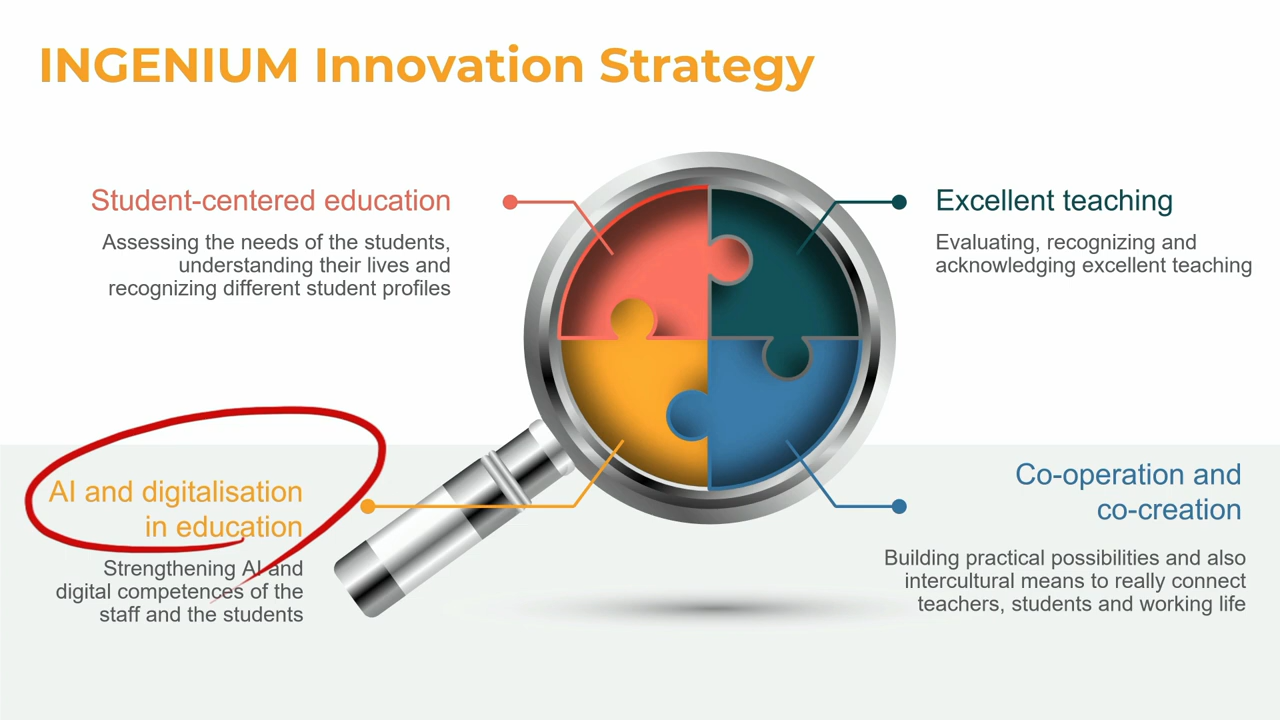 INGENIUM Innovation Strategy
Student-centered education
Assessing the needs of the students,
understanding their lives and
recognizing different student profiles
Excellent teaching
Evaluating, recognizing and
acknowledging excellent teaching
AI and digitalisation
in education
Strengthening AI and
digital competences of the
staff and the students
Co-operation and
co-creation
Building practical possibilities and also
intercultural means to really connect
teachers, students and working life